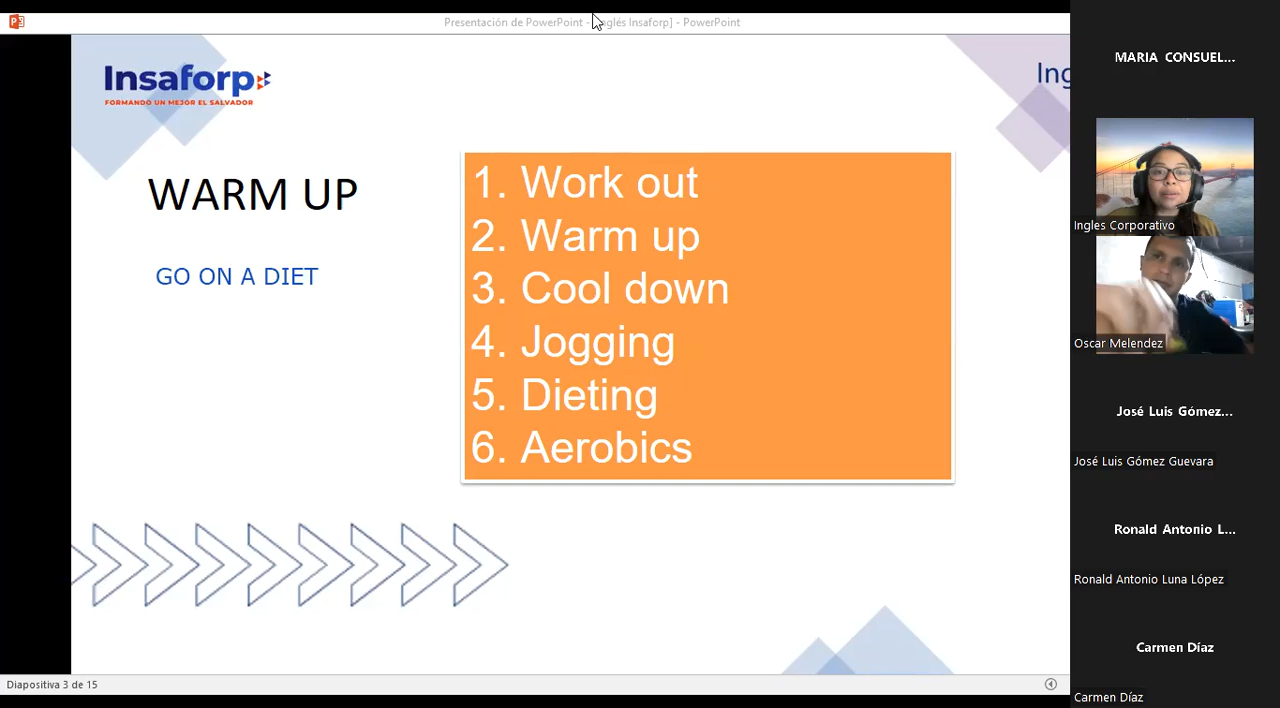 Presentación de PowerPoint - [Inglés Insaforp] - PowerPoint
Insaforp
FORMANDO UN MEJOR EL SALVADOR
Ing
WARM UP
GO ON A DIET
1. Work out
2. Warm up
3. Cool down
4. Jogging
5. Dieting
6. Aerobics
Diapositiva 3 de 15
MARIA CONSUEL...
Ingles Corporativo
Oscar Melendez
José Luis Gómez...
José Luis Gómez Guevara
Ronald Antonio L...
Ronald Antonio Luna López
Carmen Díaz
Carmen Díaz